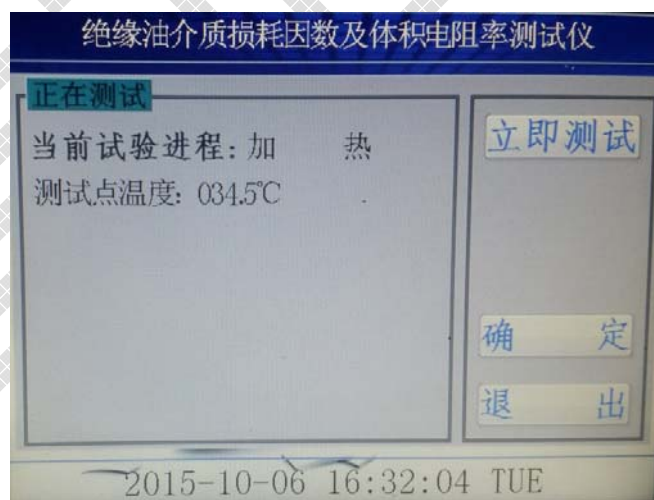 绝缘油介质损耗因数及体积电阻率测试仪
正在测试
当前试验进程:加 热
测试点温度: 034.5℃
立即测试
确 定
退 出
2015-10-06 16:32:04 TUE